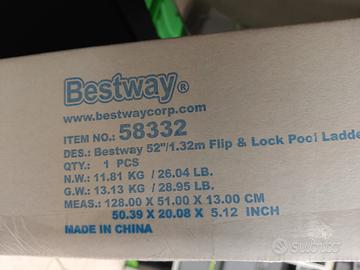 Bestway®
www.bestwaycorp.com
ITEM NO.: 58332
DES.: Bestway 52"/1.32m Flip & Lock Pool Ladde
QTY.: 1 PCS
N.W.: 11.81 KG / 26.04 LB.
G.W.: 13.13 KG / 28.95 LB.
MEAS.: 128.00 X 51.00 X 13.00 CM
50.39 X 20.08 X 5.12 INCH
MADE IN CHINA
subito